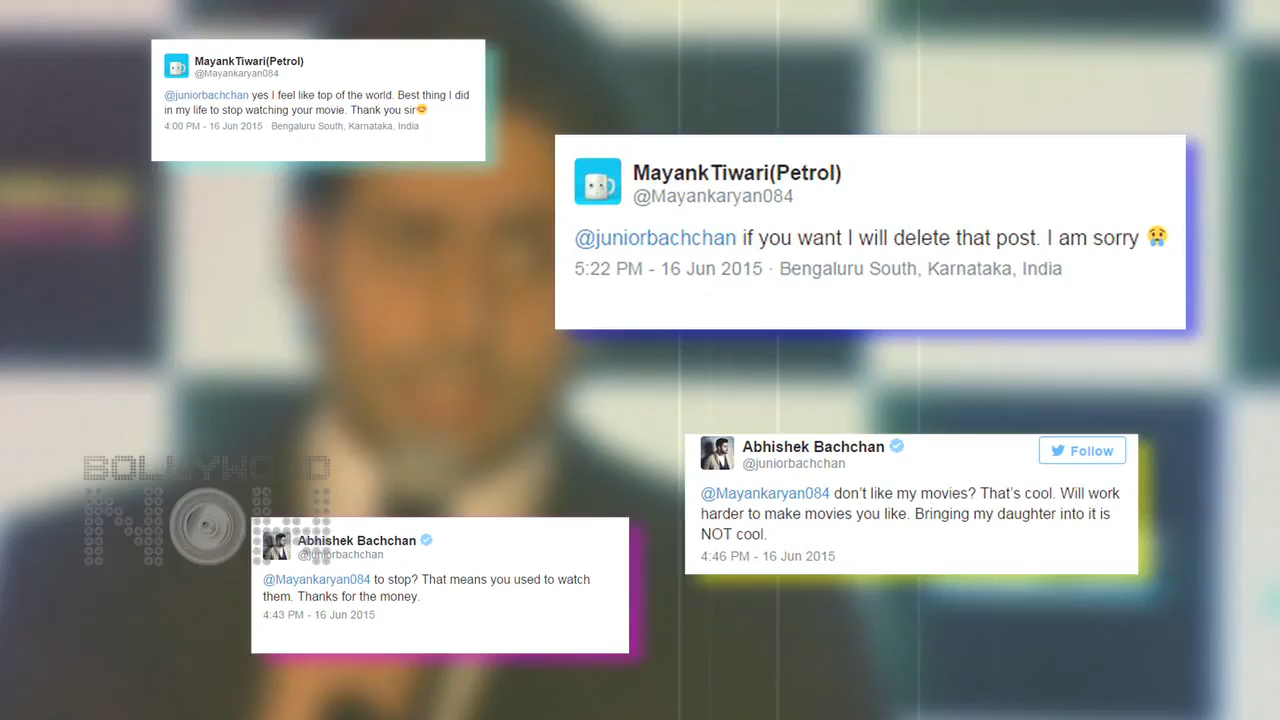 MayankTiwari(Petrol)
@Mayankaryan084
@juniorbachchan yes I feel like top of the world. Best thing I did
in my life to stop watching your movie. Thank you sir😊
4:00 PM - 16 Jun 2015 · Bengaluru South, Karnataka, India
MayankTiwari(Petrol)
@Mayankaryan084
@juniorbachchan if you want I will delete that post. I am sorry 😢
5:22 PM - 16 Jun 2015 · Bengaluru South, Karnataka, India
Abhishek Bachchan
@juniorbachchan
Follow
@Mayankaryan084 don't like my movies? That's cool. Will work
harder to make movies you like. Bringing my daughter into it is
NOT cool.
4:46 PM - 16 Jun 2015
BOLLYWOOD
NOW
Abhishek Bachchan
@juniorbachchan
@Mayankaryan084 to stop? That means you used to watch
them. Thanks for the money.
4:43 PM - 16 Jun 2015